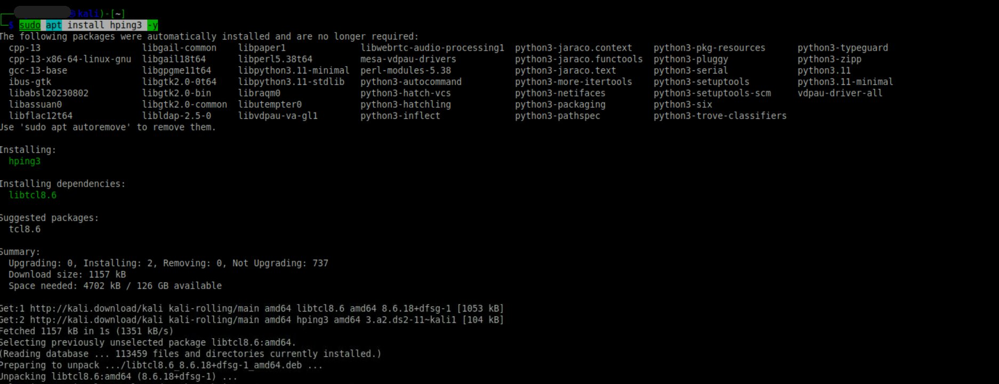 kali)-[~]
$ sudo apt install hping3 -y
The following packages were automatically installed and are no longer required:
cpp-13 libgail-common libpaper1 libwebrtc-audio-processing1 python3-jaraco.context python3-pkg-resources python3-typeguard
cpp-13-x86-64-linux-gnu libgail18t64 libperl5.38t64 mesa-vdpau-drivers python3-jaraco.functools python3-pluggy python3-zipp
gcc-13-base libgpgme11t64 libpython3.11-minimal perl-modules-5.38 python3-jaraco.text python3-serial python3.11
ibus-gtk libgtk2.0-0t64 libpython3.11-stdlib python3-autocommand python3-more-itertools python3-setuptools python3.11-minimal
libabsl20230802 libgtk2.0-bin libraqm0 python3-hatch-vcs python3-netifaces python3-setuptools-scm vdpau-driver-all
libassuan0 libgtk2.0-common libutempter0 python3-hatchling python3-packaging python3-six
libflac12t64 libldap-2.5-0 libvdpau-va-gl1 python3-inflect python3-pathspec python3-trove-classifiers
Use 'sudo apt autoremove' to remove them.
Installing:
hping3
Installing dependencies:
libtcl8.6
Suggested packages:
tcl8.6
Summary:
Upgrading: 0, Installing: 2, Removing: 0, Not Upgrading: 737
Download size: 1157 kB
Space needed: 4702 kB / 126 GB available
Get:1 http://kali.download/kali kali-rolling/main amd64 libtcl8.6 amd64 8.6.18+dfsg-1 [1053 kB]
Get:2 http://kali.download/kali kali-rolling/main amd64 hping3 amd64 3.a2.ds2-11~kali1 [104 kB]
Fetched 1157 kB in 1s (1351 kB/s)
Selecting previously unselected package libtcl8.6:amd64.
(Reading database ... 113459 files and directories currently installed.)
Preparing to unpack .../libtcl8.6_8.6.18+dfsg-1_amd64.deb ...
Unpacking libtcl8.6:amd64 (8.6.18+dfsg-1) ...